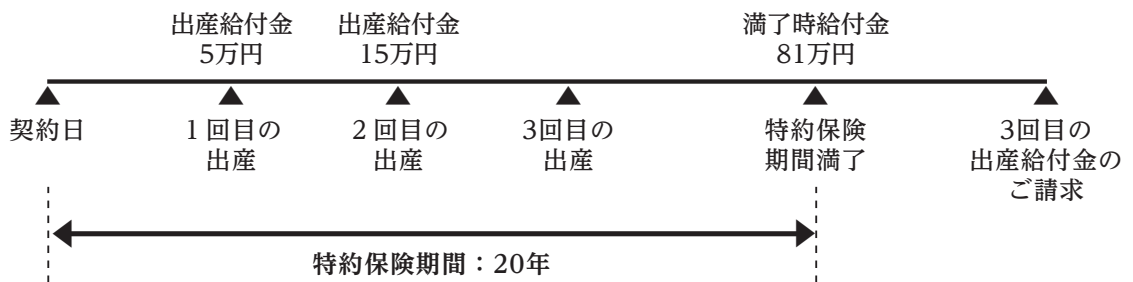 出産給付金
5万円
出産給付金
15万円
満了時給付金
81万円
契約日
1回目の
出産
2回目の
出産
3回目の
出産
特約保険
期間満了
3回目の
出産給付金の
ご請求
特約保険期間：20年